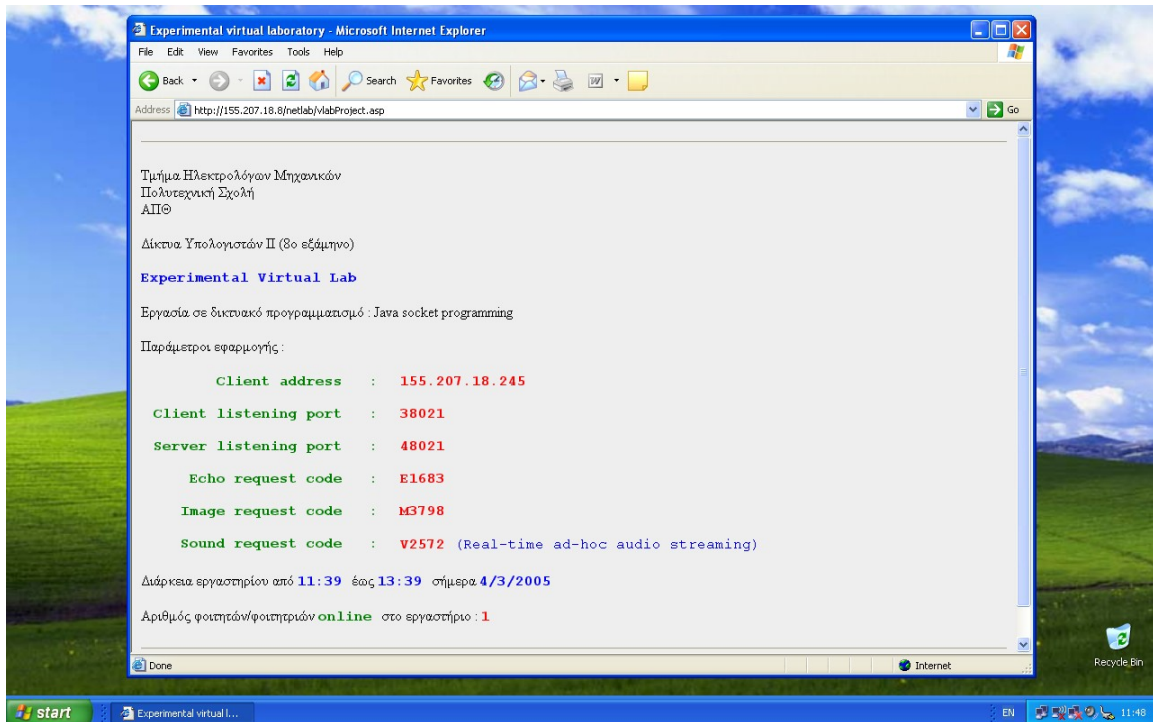 Experimental virtual laboratory - Microsoft Internet Explorer
File Edit View Favorites Tools Help
Back Search Favorites
Address http://155.207.18.8/netlab/vlabProject.asp Go
Τμήμα Ηλεκτρολόγων Μηχανικών
Πολυτεχνική Σχολή
ΑΠΘ
Δίκτυα Υπολογιστών ΙΙ (8ο εξάμηνο)
Experimental Virtual Lab
Εργασία σε δικτυακό προγραμματισμό : Java socket programming
Παράμετροι εφαρμογής :
Client address : 155.207.18.245
Client listening port : 38021
Server listening port : 48021
Echo request code : E1683
Image request code : M3798
Sound request code : V2572 (Real-time ad-hoc audio streaming)
Διάρκεια εργαστηρίου από 11:39 έως 13:39 σήμερα 4/3/2005
Αριθμός φοιτητών/φοιτητριών online στο εργαστήριο : 1
Done Internet
Recycle Bin
start Experimental virtual l... EN 11:48